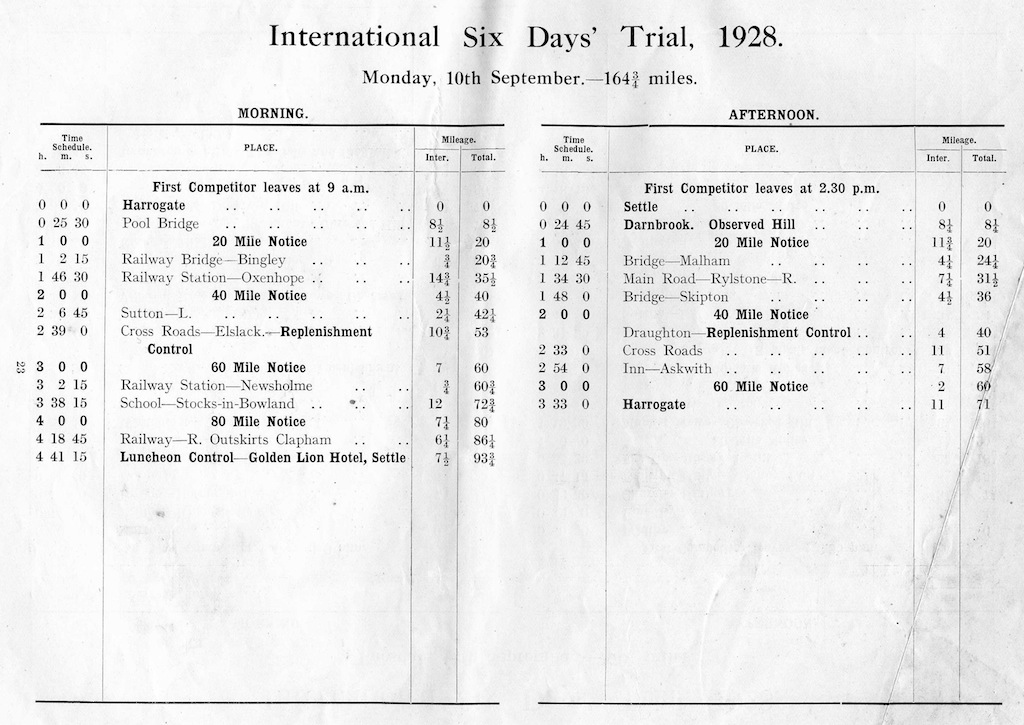 International Six Days' Trial, 1928.
Monday, 10th September.—164¾ miles.
MORNING.
Time Schedule. PLACE. Mileage.
h. m. s. Inter. Total.
First Competitor leaves at 9 a.m.
0 0 0 Harrogate .. .. .. .. .. 0 0
0 25 30 Pool Bridge .. .. .. .. .. 8½ 8½
1 0 0 20 Mile Notice 11½ 20
1 2 15 Railway Bridge—Bingley .. .. .. ¾ 20¾
1 46 30 Railway Station—Oxenhope .. .. .. 14¾ 35½
2 0 0 40 Mile Notice 4½ 40
2 6 45 Sutton—L. .. .. .. .. .. 2¼ 42¼
2 39 0 Cross Roads—Elslack.—Replenishment 10¾ 53
Control
3 0 0 60 Mile Notice 7 60
3 2 15 Railway Station—Newsholme .. .. ¾ 60¾
3 38 15 School—Stocks-in-Bowland .. .. .. 12 72¾
4 0 0 80 Mile Notice 7¼ 80
4 18 45 Railway—R. Outskirts Clapham .. .. 6¼ 86¼
4 41 15 Luncheon Control—Golden Lion Hotel, Settle 7½ 93¾
23
AFTERNOON.
Time Schedule. PLACE. Mileage.
h. m. s. Inter. Total.
First Competitor leaves at 2.30 p.m.
0 0 0 Settle .. .. .. .. .. .. 0 0
0 24 45 Darnbrook. Observed Hill .. .. .. 8¼ 8¼
1 0 0 20 Mile Notice 11¾ 20
1 12 45 Bridge—Malham .. .. .. .. 4¼ 24¼
1 34 30 Main Road—Rylstone—R. .. .. .. 7¼ 31½
1 48 0 Bridge—Skipton .. .. .. .. 4½ 36
2 0 0 40 Mile Notice
Draughton—Replenishment Control .. .. 4 40
2 33 0 Cross Roads .. .. .. .. .. 11 51
2 54 0 Inn—Askwith .. .. .. .. .. 7 58
3 0 0 60 Mile Notice 2 60
3 33 0 Harrogate .. .. .. .. .. 11 71